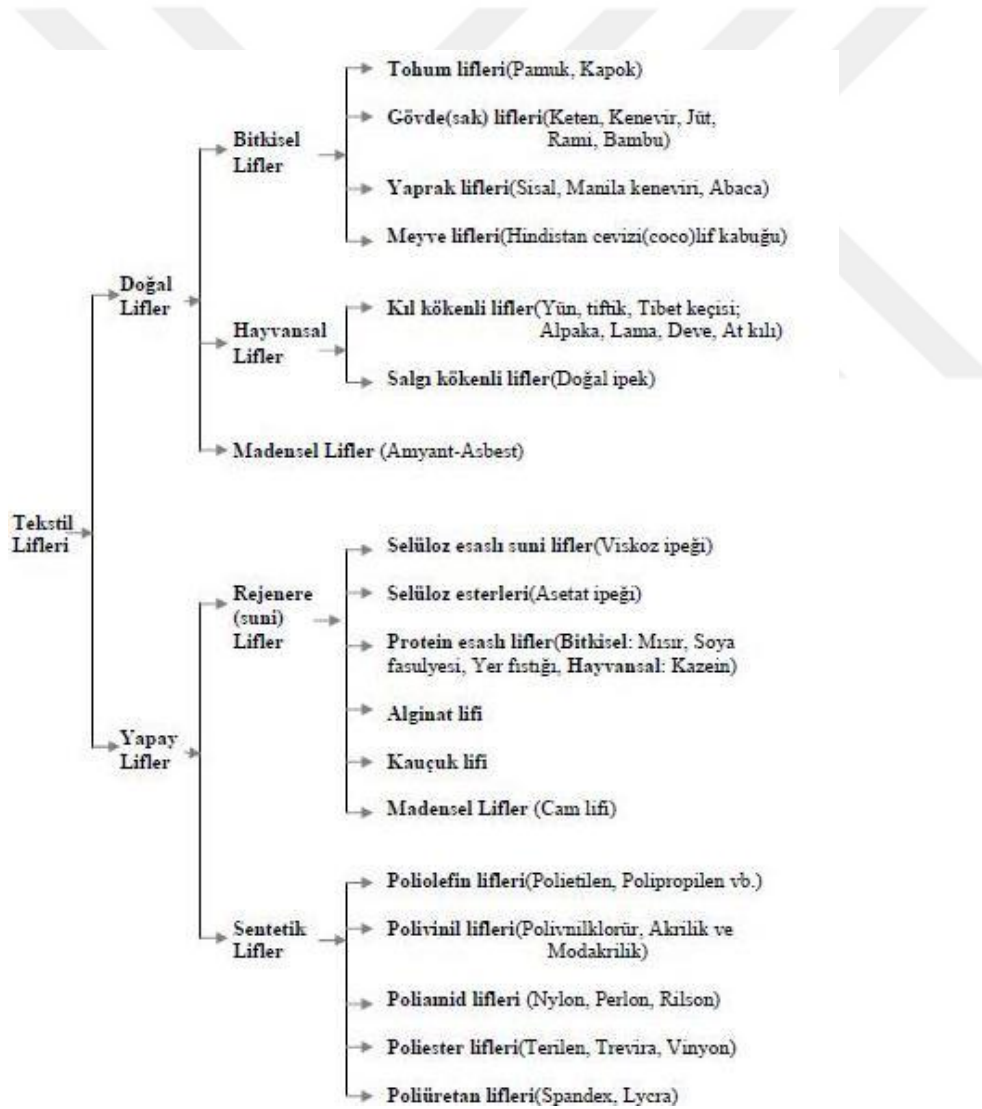 Tekstil
Lifleri
Doğal
Lifler
Bitkisel
Lifler
Tohum lifleri(Pamuk, Kapok)
Gövde(sak) lifleri(Keten, Kenevir, Jüt,
Rami, Bambu)
Yaprak lifleri(Sisal, Manila keneviri, Abaca)
Meyve lifleri(Hindistan cevizi(coco)lif kabuğu)
Hayvansal
Lifler
Kıl kökenli lifler(Yün, tiftik, Tibet keçisi;
Alpaka, Lama, Deve, At kılı)
Salgı kökenli lifler(Doğal ipek)
Madensel Lifler (Amyant-Asbest)
Yapay
Lifler
Rejenere
(suni)
Lifler
Selüloz esaslı suni lifler(Viskoz ipeği)
Selüloz esterleri(Asetat ipeği)
Protein esaslı lifler(Bitkisel: Mısır, Soya
fasulyesi, Yer fıstığı, Hayvansal: Kazein)
Alginat lifi
Kauçuk lifi
Madensel Lifler (Cam lifi)
Sentetik
Lifler
Poliolefin lifleri(Polietilen, Polipropilen vb.)
Polivinil lifleri(Polivnilklorür, Akrilik ve
Modakrilik)
Poliamid lifleri (Nylon, Perlon, Rilson)
Poliester lifleri(Terilen, Trevira, Vinyon)
Poliüretan lifleri(Spandex, Lycra)